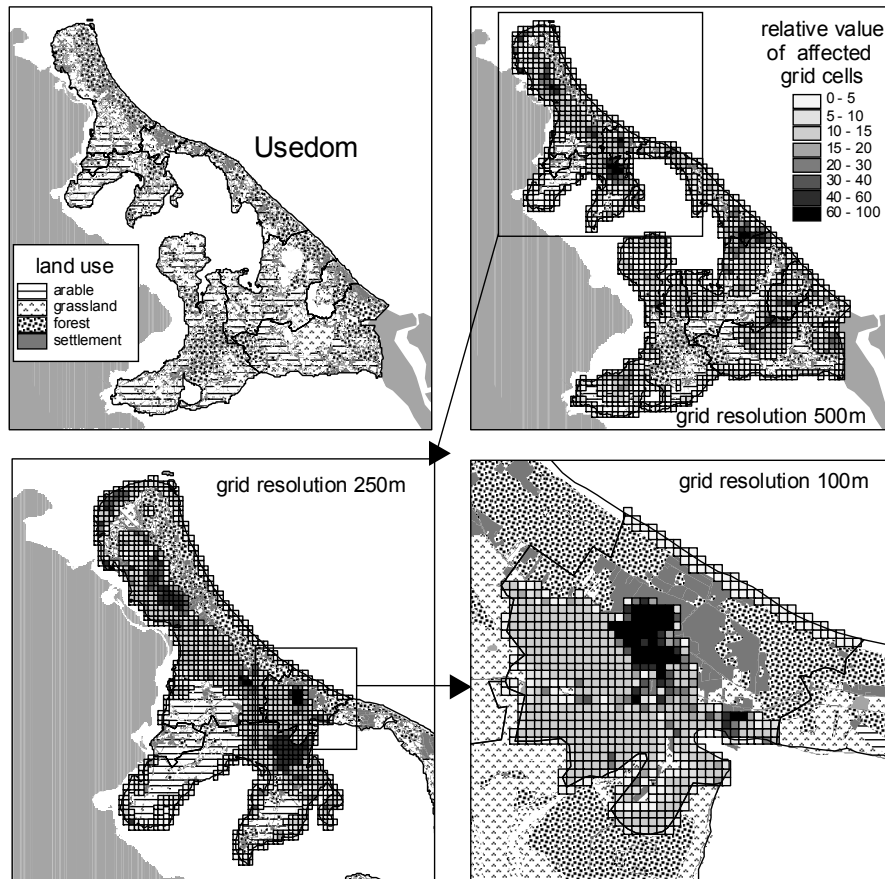 Usedom
land use
arable
grassland
forest
settlement
relative value
of affected
grid cells
0 - 5
5 - 10
10 - 15
15 - 20
20 - 30
30 - 40
40 - 60
60 - 100
grid resolution 500m
grid resolution 250m
grid resolution 100m